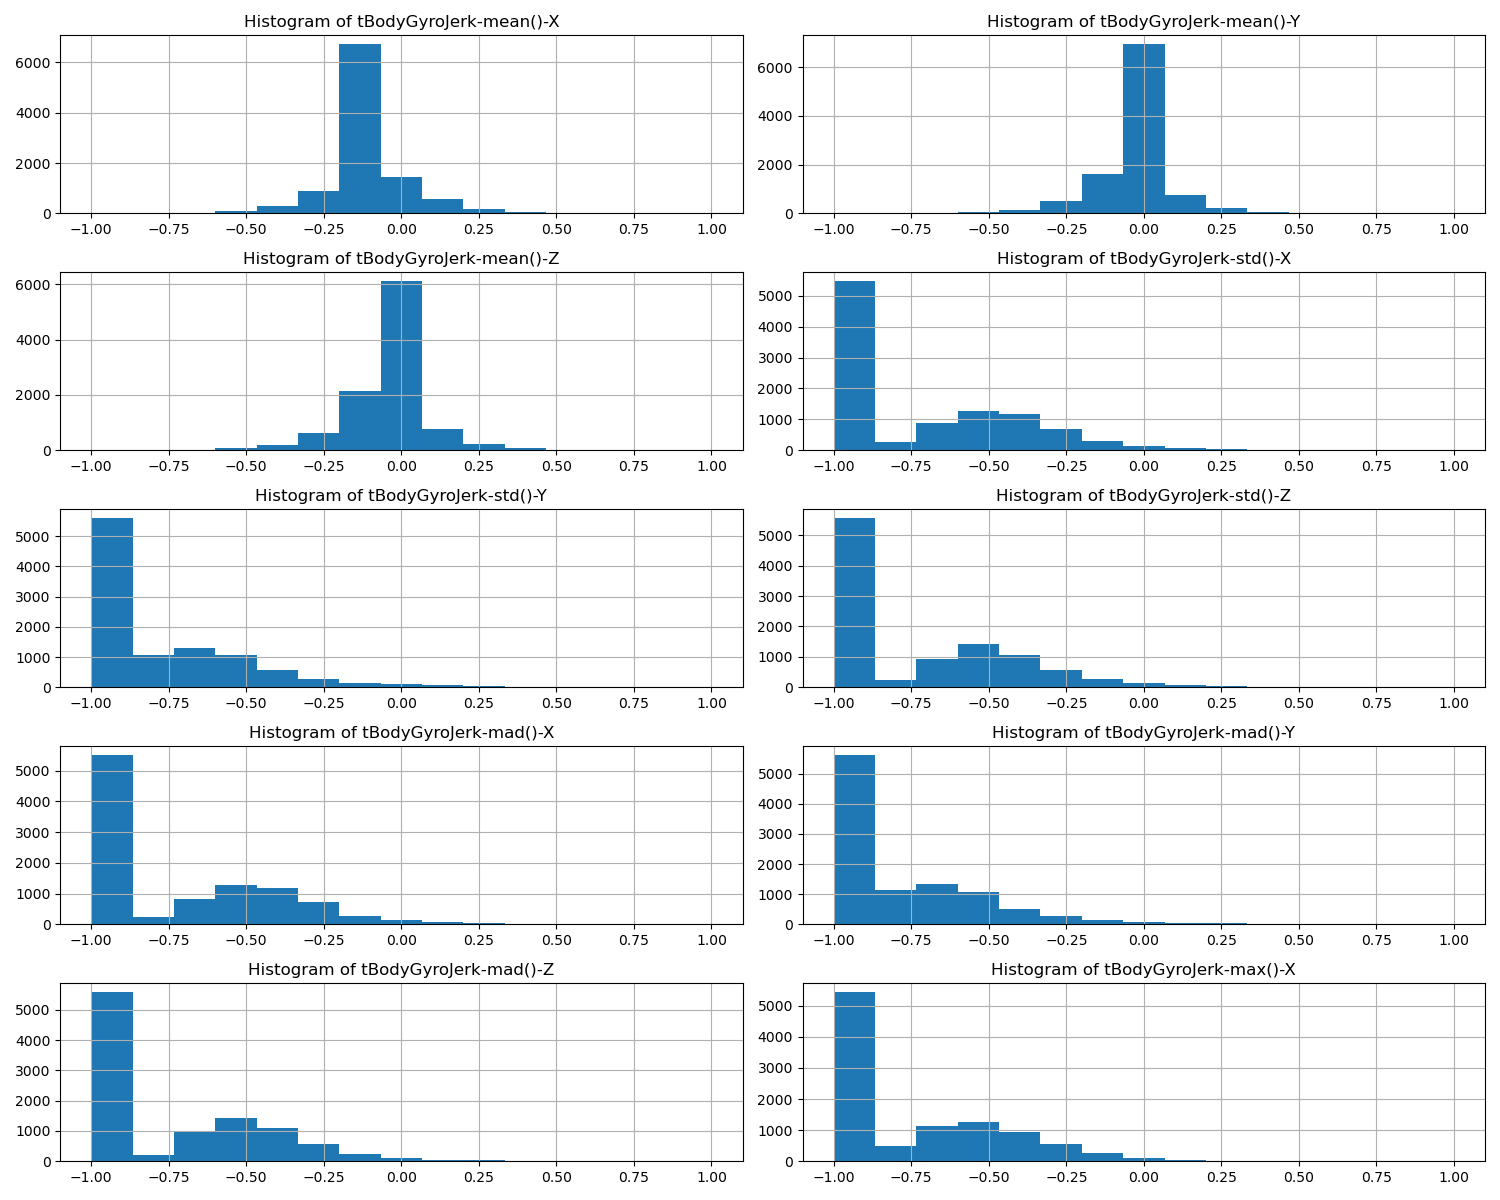 Histogram of tBodyGyroJerk-mean()-X
6000
4000
2000
0
−1.00 −0.75 −0.50 −0.25 0.00 0.25 0.50 0.75 1.00
Histogram of tBodyGyroJerk-mean()-Y
6000
4000
2000
0
−1.00 −0.75 −0.50 −0.25 0.00 0.25 0.50 0.75 1.00
Histogram of tBodyGyroJerk-mean()-Z
6000
4000
2000
0
−1.00 −0.75 −0.50 −0.25 0.00 0.25 0.50 0.75 1.00
Histogram of tBodyGyroJerk-std()-X
5000
4000
3000
2000
1000
0
−1.00 −0.75 −0.50 −0.25 0.00 0.25 0.50 0.75 1.00
Histogram of tBodyGyroJerk-std()-Y
5000
4000
3000
2000
1000
0
−1.00 −0.75 −0.50 −0.25 0.00 0.25 0.50 0.75 1.00
Histogram of tBodyGyroJerk-std()-Z
5000
4000
3000
2000
1000
0
−1.00 −0.75 −0.50 −0.25 0.00 0.25 0.50 0.75 1.00
Histogram of tBodyGyroJerk-mad()-X
5000
4000
3000
2000
1000
0
−1.00 −0.75 −0.50 −0.25 0.00 0.25 0.50 0.75 1.00
Histogram of tBodyGyroJerk-mad()-Y
5000
4000
3000
2000
1000
0
−1.00 −0.75 −0.50 −0.25 0.00 0.25 0.50 0.75 1.00
Histogram of tBodyGyroJerk-mad()-Z
5000
4000
3000
2000
1000
0
−1.00 −0.75 −0.50 −0.25 0.00 0.25 0.50 0.75 1.00
Histogram of tBodyGyroJerk-max()-X
5000
4000
3000
2000
1000
0
−1.00 −0.75 −0.50 −0.25 0.00 0.25 0.50 0.75 1.00